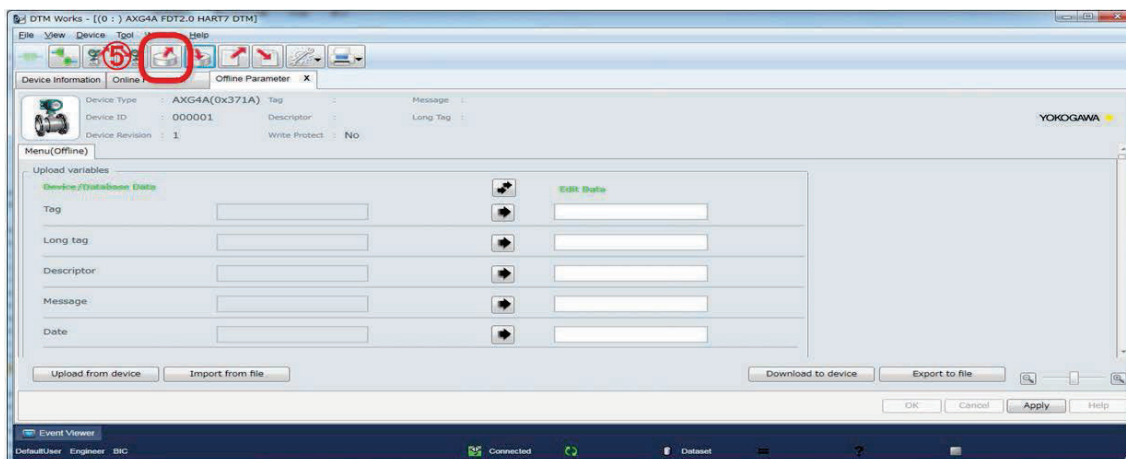 DTM Works - [(0 : ) AXG4A FDT2.0 HART7 DTM]
File View Device Tool Help
⑤
Device Information Online Offline Parameter X
Device Type : AXG4A(0x371A) Tag : Message :
Device ID : 000001 Descriptor : Long Tag :
Device Revision : 1 Write Protect : No
YOKOGAWA
Menu(Offline)
Upload variables
Device/Database Data Edit Data
Tag
Long tag
Descriptor
Message
Date
Upload from device Import from file Download to device Export to file
OK Cancel Apply Help
Event Viewer
DefaultUser Engineer BIC Connected Dataset